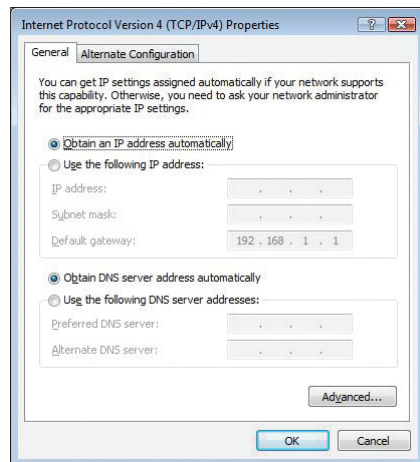 Internet Protocol Version 4 (TCP/IPv4) Properties
General Alternate Configuration
You can get IP settings assigned automatically if your network supports
this capability. Otherwise, you need to ask your network administrator
for the appropriate IP settings.
Obtain an IP address automatically
Use the following IP address:
IP address: . . .
Subnet mask: . . .
Default gateway: 192 . 168 . 1 . 1
Obtain DNS server address automatically
Use the following DNS server addresses:
Preferred DNS server: . . .
Alternate DNS server: . . .
Advanced...
OK Cancel